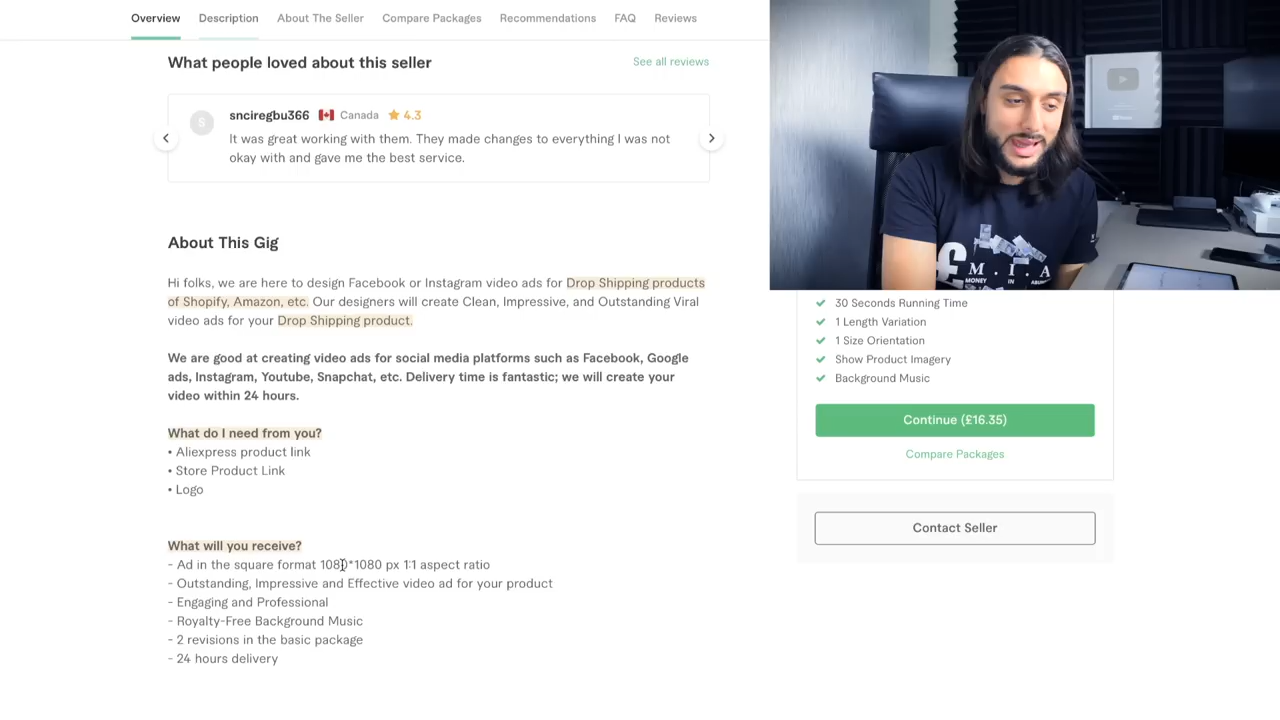 Overview Description About The Seller Compare Packages Recommendations FAQ Reviews
What people loved about this seller
See all reviews
S
snciregbu366 Canada 4.3
It was great working with them. They made changes to everything I was not
okay with and gave me the best service.
About This Gig
Hi folks, we are here to design Facebook or Instagram video ads for Drop Shipping products
of Shopify, Amazon, etc. Our designers will create Clean, Impressive, and Outstanding Viral
video ads for your Drop Shipping product.
We are good at creating video ads for social media platforms such as Facebook, Google
ads, Instagram, Youtube, Snapchat, etc. Delivery time is fantastic; we will create your
video within 24 hours.
What do I need from you?
• Aliexpress product link
• Store Product Link
• Logo
What will you receive?
- Ad in the square format 1080*1080 px 1:1 aspect ratio
- Outstanding, Impressive and Effective video ad for your product
- Engaging and Professional
- Royalty-Free Background Music
- 2 revisions in the basic package
- 24 hours delivery
£
M.I.A
MONEY IN
30 Seconds Running Time
1 Length Variation
1 Size Orientation
Show Product Imagery
Background Music
Continue (£16.35)
Compare Packages
Contact Seller